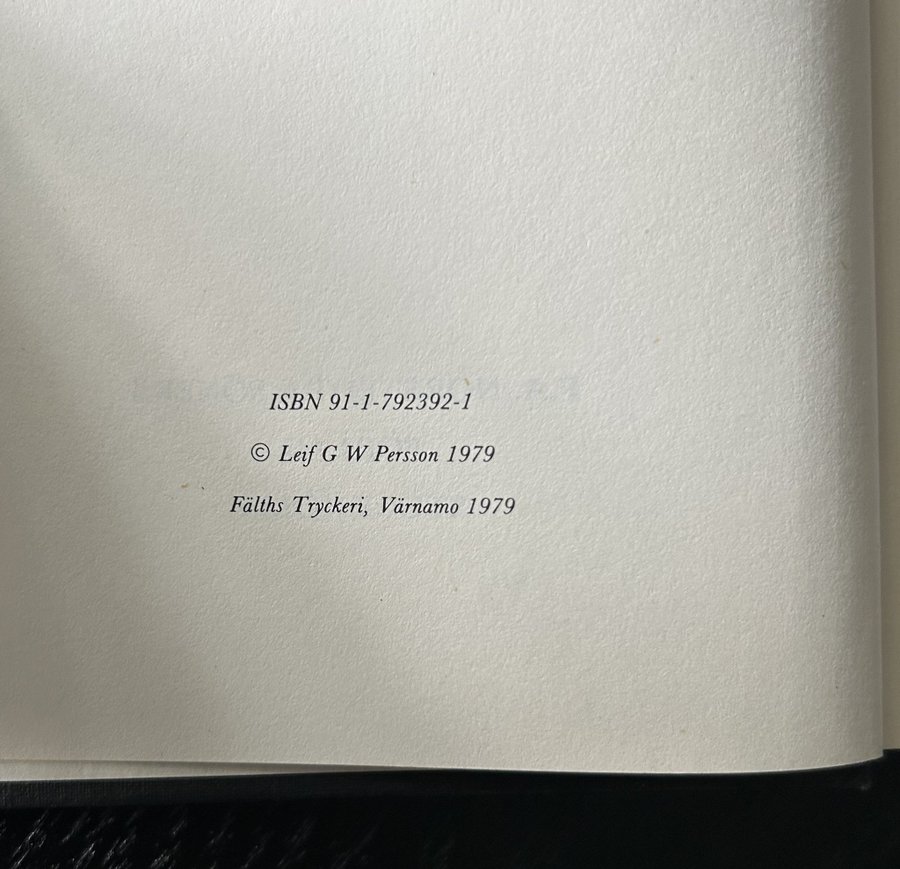 ISBN 91-1-792392-1
© Leif G W Persson 1979
Fälths Tryckeri, Värnamo 1979